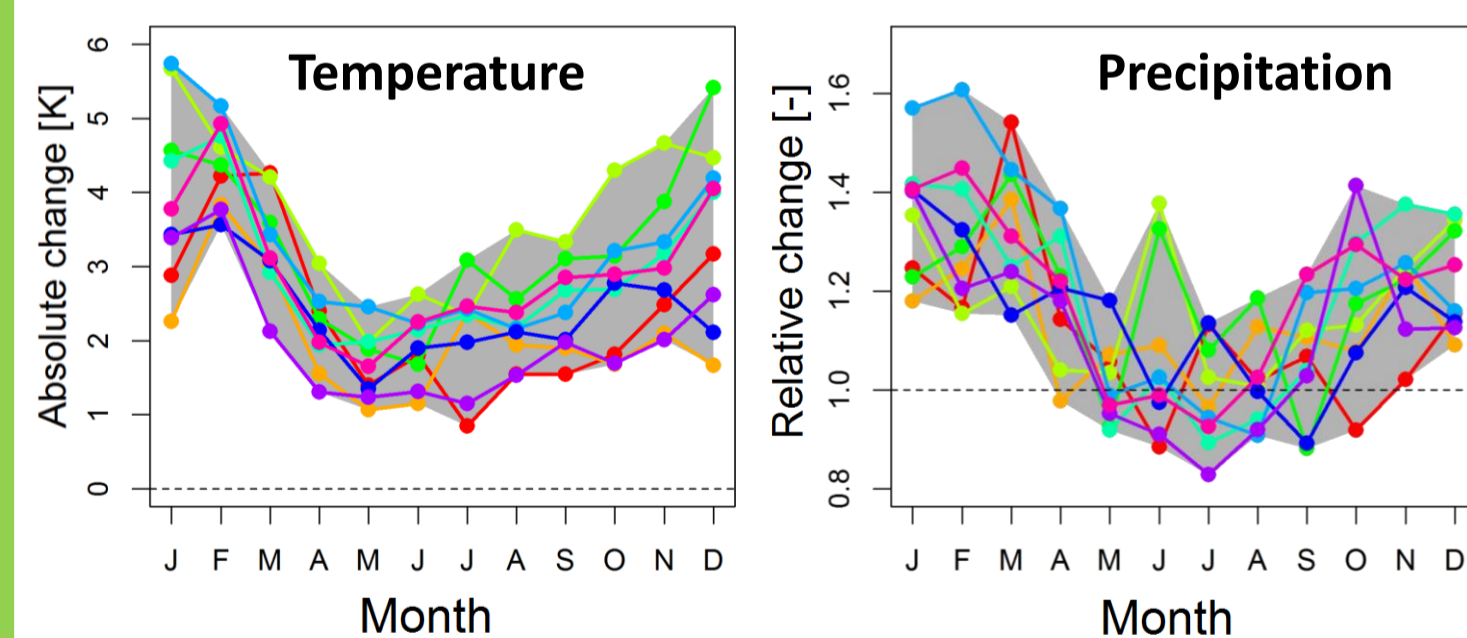 Temperature
Absolute change [K]
6
5
4
3
2
1
0
J F M A M J J A S O N D
Month
Precipitation
Relative change [-]
1.6
1.4
1.2
1.0
0.8
J F M A M J J A S O N D
Month